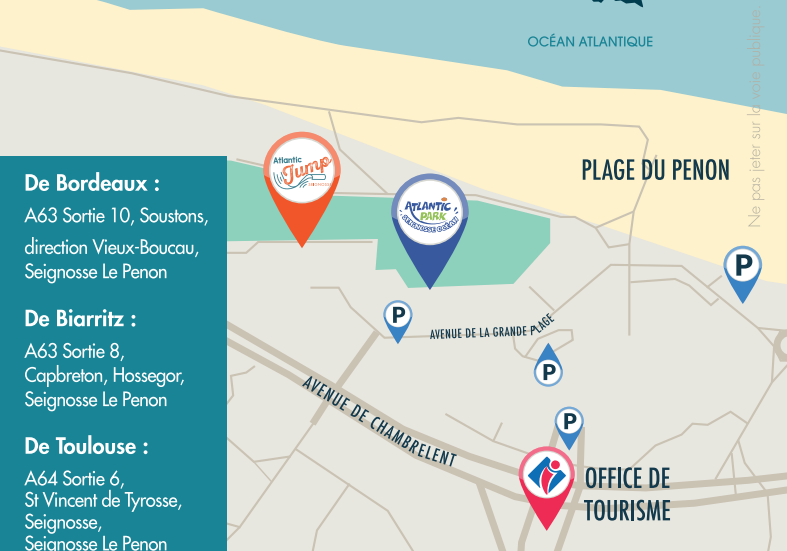 OCÉAN ATLANTIQUE
Ne pas jeter sur la voie publique.
PLAGE DU PENON
Atlantic
Jump
SEIGNOSSE
ATLANTIC
PARK
SEIGNOSSE OCÉAN
De Bordeaux :
A63 Sortie 10, Soustons,
direction Vieux-Boucau,
Seignosse Le Penon
De Biarritz :
A63 Sortie 8,
Capbreton, Hossegor,
Seignosse Le Penon
De Toulouse :
A64 Sortie 6,
St Vincent de Tyrosse,
Seignosse,
Seignosse Le Penon
P
P
AVENUE DE LA GRANDE PLAGE
P
AVENUE DE CHAMBRELENT
P
OFFICE DE
TOURISME